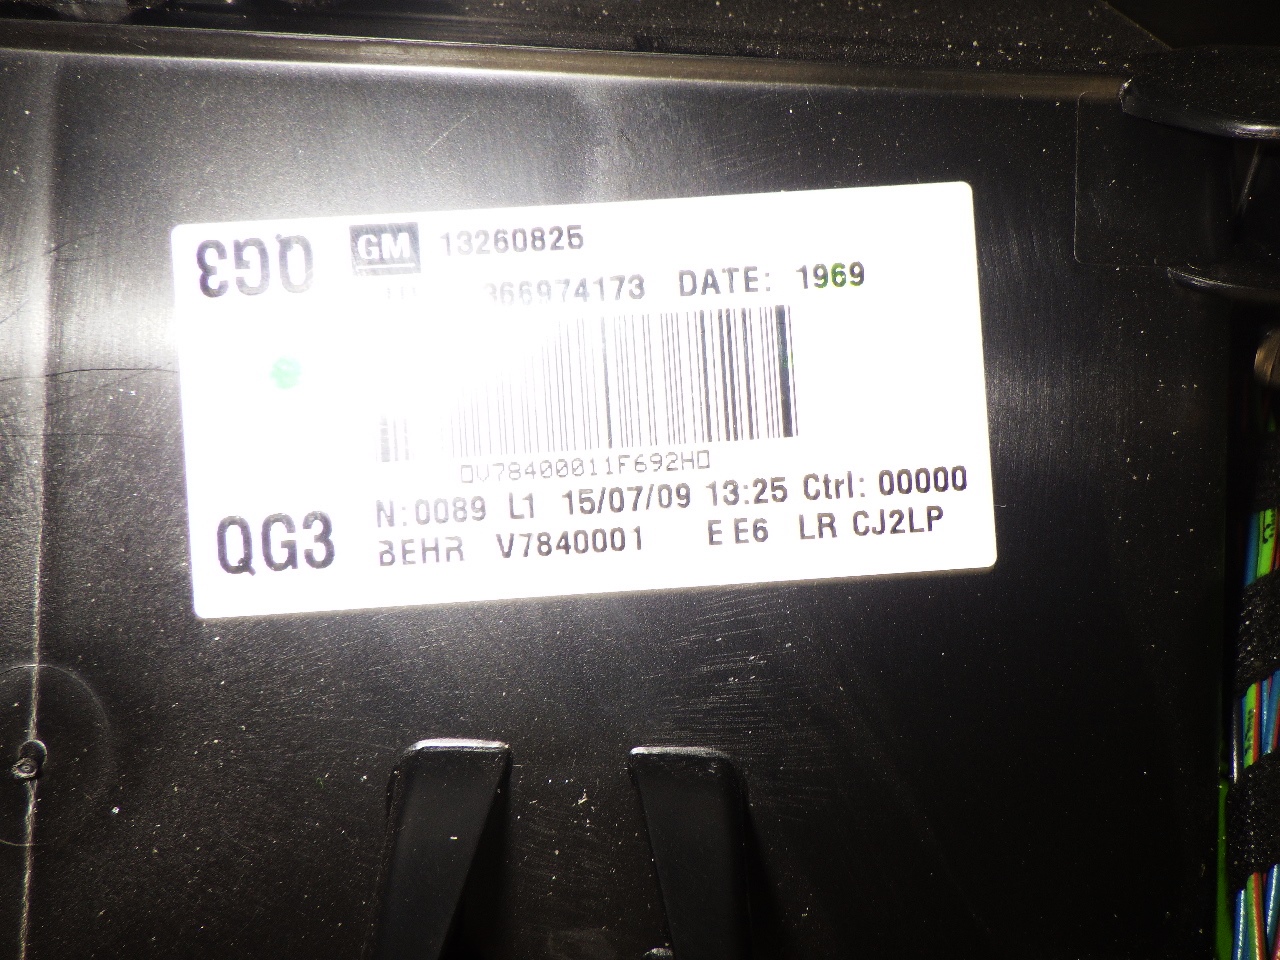 QG3 GM 13260825
366974173 DATE: 1969
V78400011F692H
N:0089 L1 15/07/09 13:25 Ctrl: 00000
QG3 BEHR V7840001 E E6 LR CJ2LP